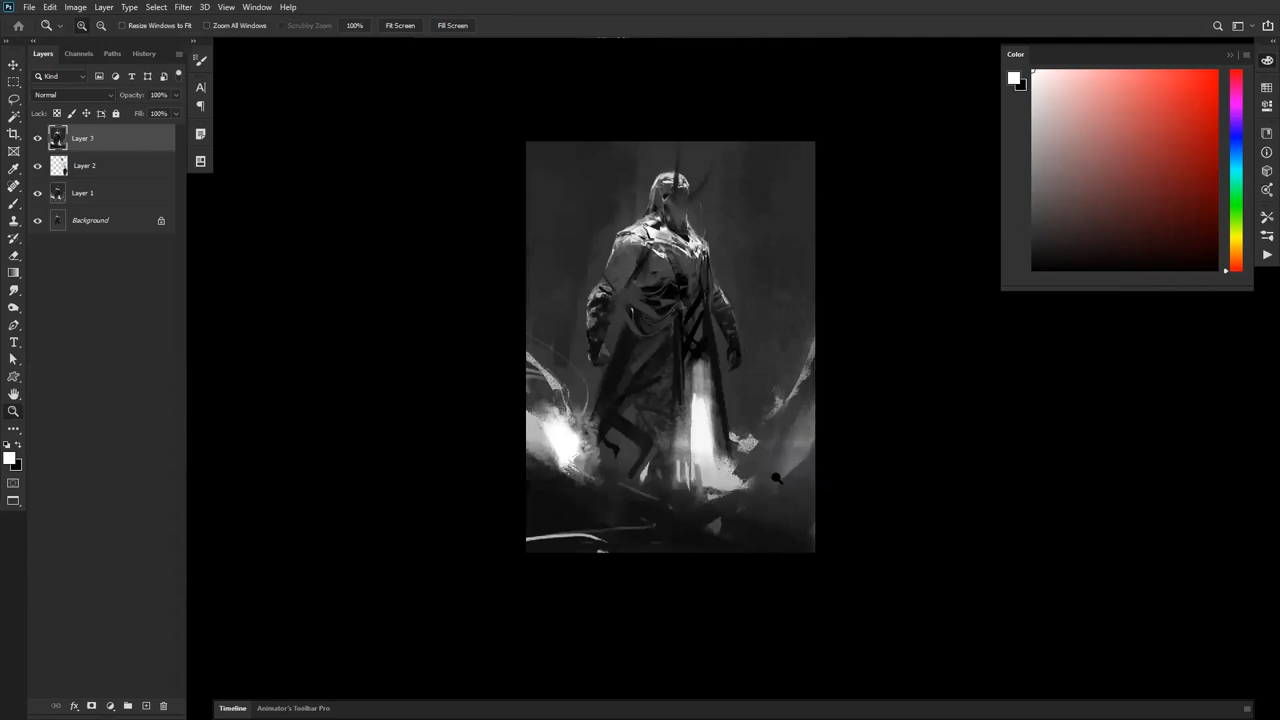 Ps File Edit Image Layer Type Select Filter 3D View Window Help
Resize Windows to Fit Zoom All Windows Scrubby Zoom 100% Fit Screen Fill Screen
Layers Channels Paths History
Kind
Normal Opacity: 100%
Lock: Fill: 100%
Layer 3
Layer 2
Layer 1
Background
Color
Timeline Animator's Toolbar Pro